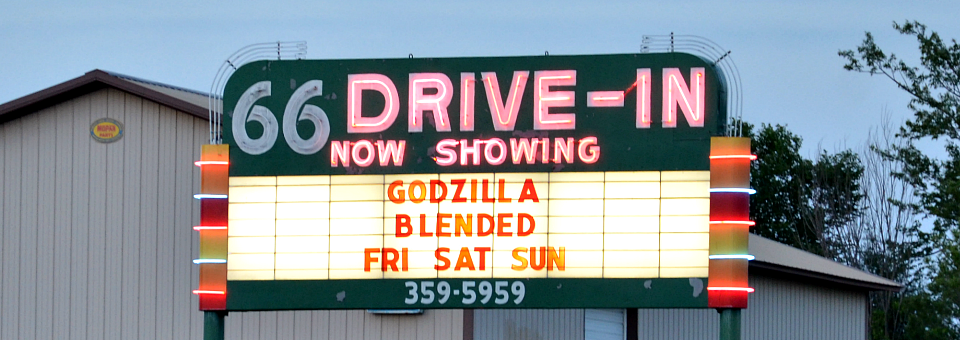 66 DRIVE-IN
NOW SHOWING
GODZILLA
BLENDED
FRI SAT SUN
359-5959